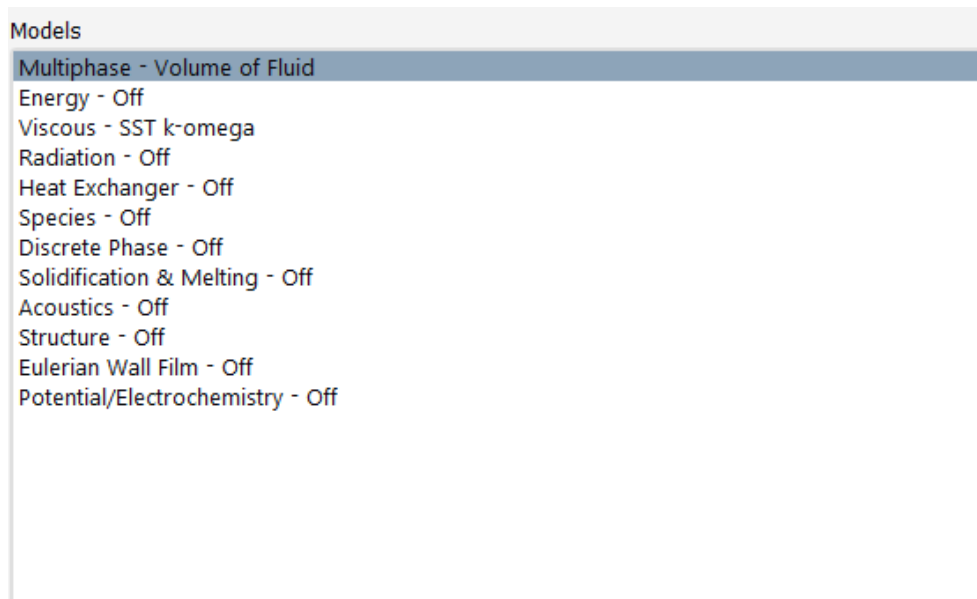 Models
Multiphase - Volume of Fluid
Energy - Off
Viscous - SST k-omega
Radiation - Off
Heat Exchanger - Off
Species - Off
Discrete Phase - Off
Solidification & Melting - Off
Acoustics - Off
Structure - Off
Eulerian Wall Film - Off
Potential/Electrochemistry - Off